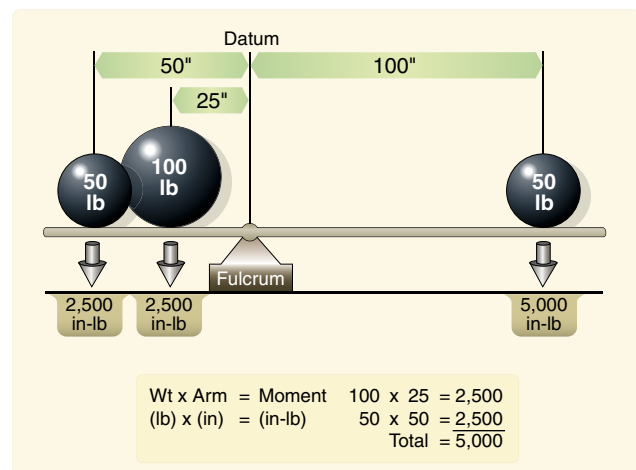 Datum
50"
100"
25"
50
lb
100
lb
50
lb
Fulcrum
2,500
in-lb
2,500
in-lb
5,000
in-lb
Wt x Arm = Moment 100 x 25 = 2,500
(lb) x (in) = (in-lb) 50 x 50 = 2,500
Total = 5,000